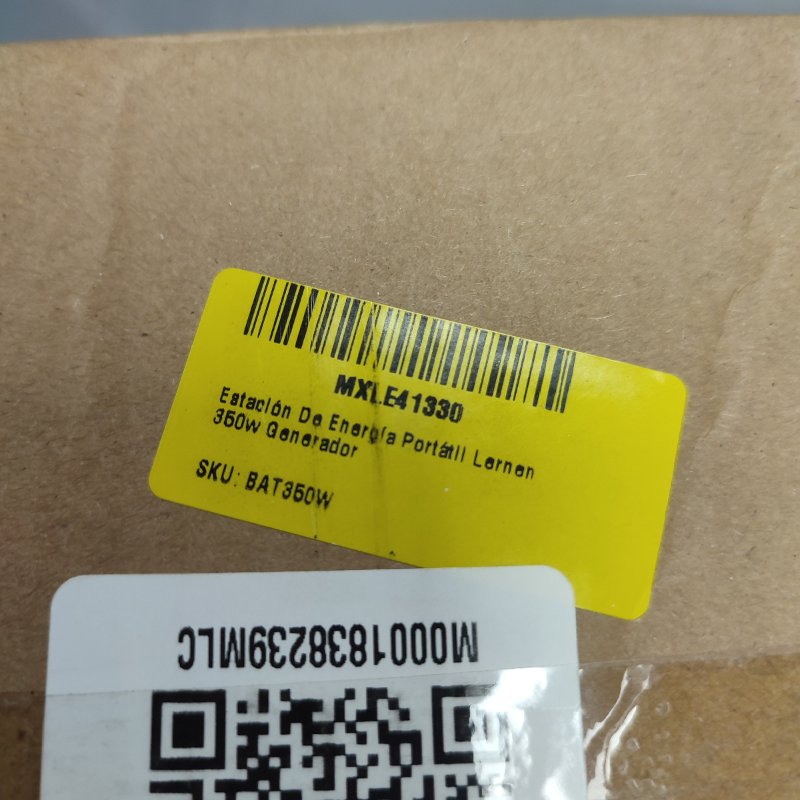 MXLE41330
Estación De Energía Portátil Lernen
350w Generador
SKU: BAT350W
M0001838239MLC